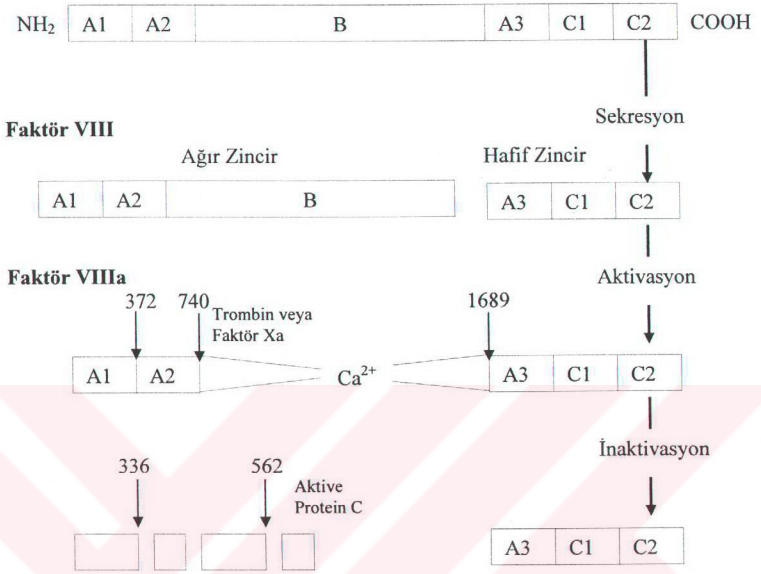 NH₂ A1 A2 B A3 C1 C2 COOH
Sekresyon
Faktör VIII
Ağır Zincir Hafif Zincir
A1 A2 B A3 C1 C2
Faktör VIIIa Aktivasyon
372 740 1689
Trombin veya
Faktör Xa
A1 A2 Ca²⁺ A3 C1 C2
İnaktivasyon
336 562
Aktive
Protein C
A3 C1 C2